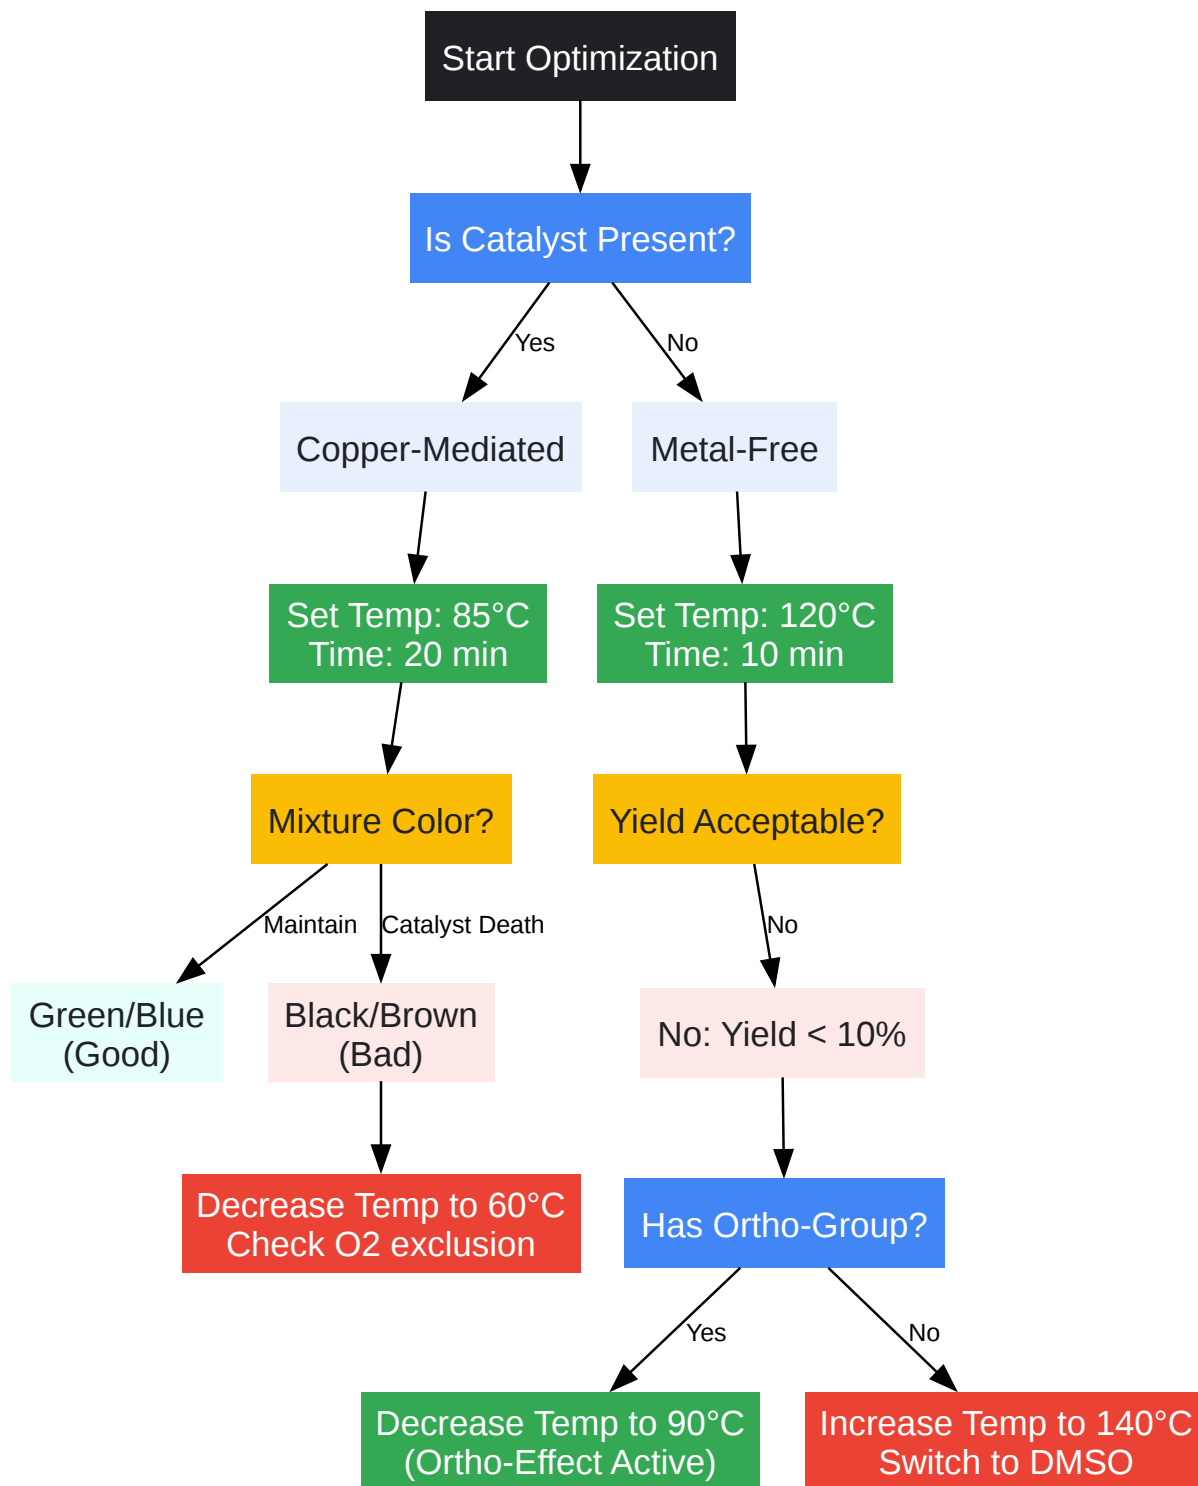 Start Optimization
Is Catalyst Present?
Yes
No
Copper-Mediated
Metal-Free
Set Temp: 85°C
Time: 20 min
Set Temp: 120°C
Time: 10 min
Mixture Color?
Yield Acceptable?
Maintain
Catalyst Death
No
Green/Blue
(Good)
Black/Brown
(Bad)
No: Yield < 10%
Decrease Temp to 60°C
Check O2 exclusion
Has Ortho-Group?
Yes
No
Decrease Temp to 90°C
(Ortho-Effect Active)
Increase Temp to 140°C
Switch to DMSO